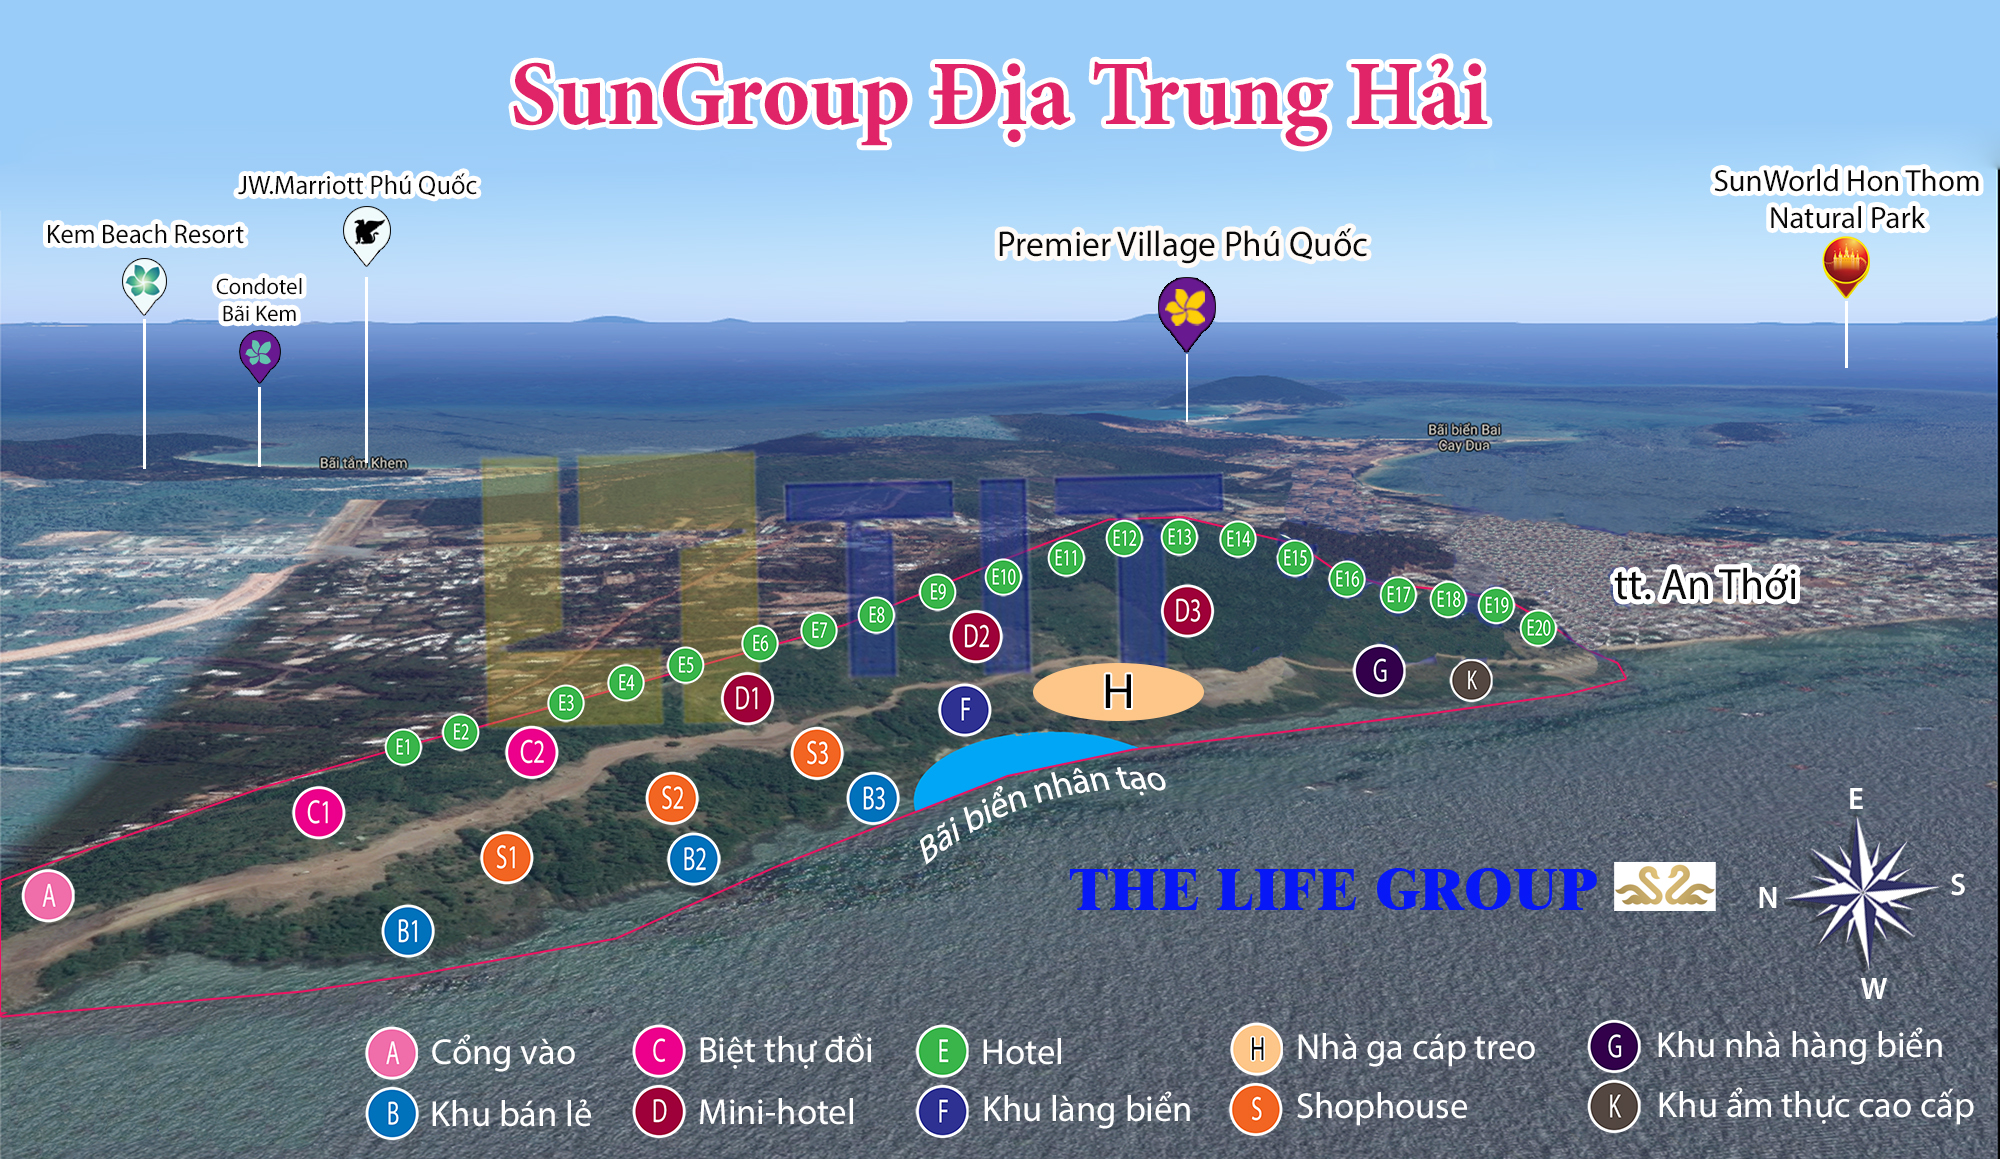 SunGroup Địa Trung Hải
JW.Marriott Phú Quốc
Kem Beach Resort
Condotel
Bãi Kem
Premier Village Phú Quốc
SunWorld Hon Thom
Natural Park
Bãi tắm Khem
Bãi biển Bai
Cay Dua
LTIT
E1
E2
E3
E4
E5
E6
E7
E8
E9
E10
E11
E12
E13
E14
E15
E16
E17
E18
E19
E20
tt. An Thới
D1
D2
D3
C1
C2
F
H
G
K
S1
S2
S3
A
B1
B2
B3
Bãi biển nhân tạo
THE LIFE GROUP
E
N
S
W
A Cổng vào
C Biệt thự đồi
E Hotel
H Nhà ga cáp treo
G Khu nhà hàng biển
B Khu bán lẻ
D Mini-hotel
F Khu làng biển
S Shophouse
K Khu ẩm thực cao cấp